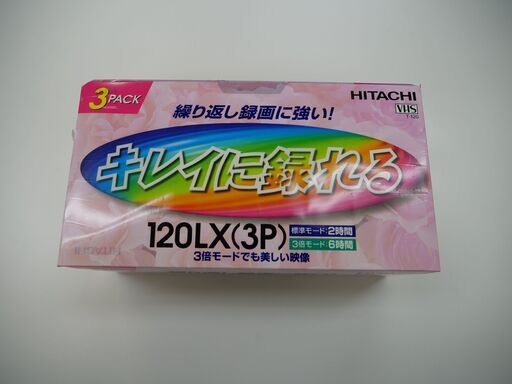 3PACK
HITACHI
VHS
T-120
繰り返し録画に強い!
キレイに録れる
120LX(3P)
標準モード:2時間
3倍モード:6時間
3倍モードでも美しい映像
HITACHI